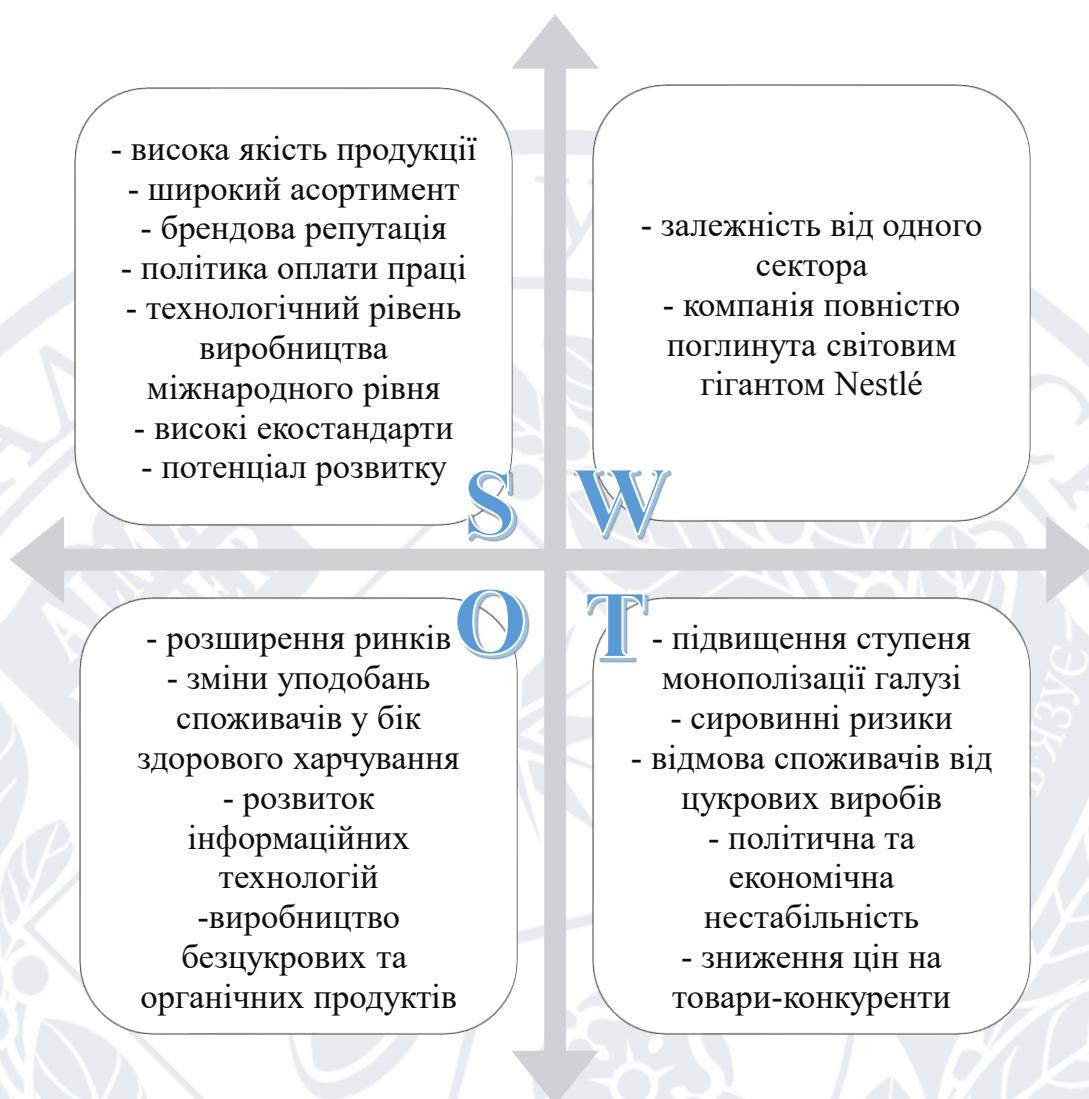 - висока якість продукції
- широкий асортимент
- брендова репутація
- політика оплати праці
- технологічний рівень
виробництва
міжнародного рівня
- високі екостандарти
- потенціал розвитку
S
- залежність від одного
сектора
- компанія повністю
поглинута світовим
гігантом Nestlé
W
O
- розширення ринків
- зміни уподобань
споживачів у бік
здорового харчування
- розвиток
інформаційних
технологій
-виробництво
безцукрових та
органічних продуктів
T
- підвищення ступеня
монополізації галузі
- сировинні ризики
- відмова споживачів від
цукрових виробів
- політична та
економічна
нестабільність
- зниження цін на
товари-конкуренти